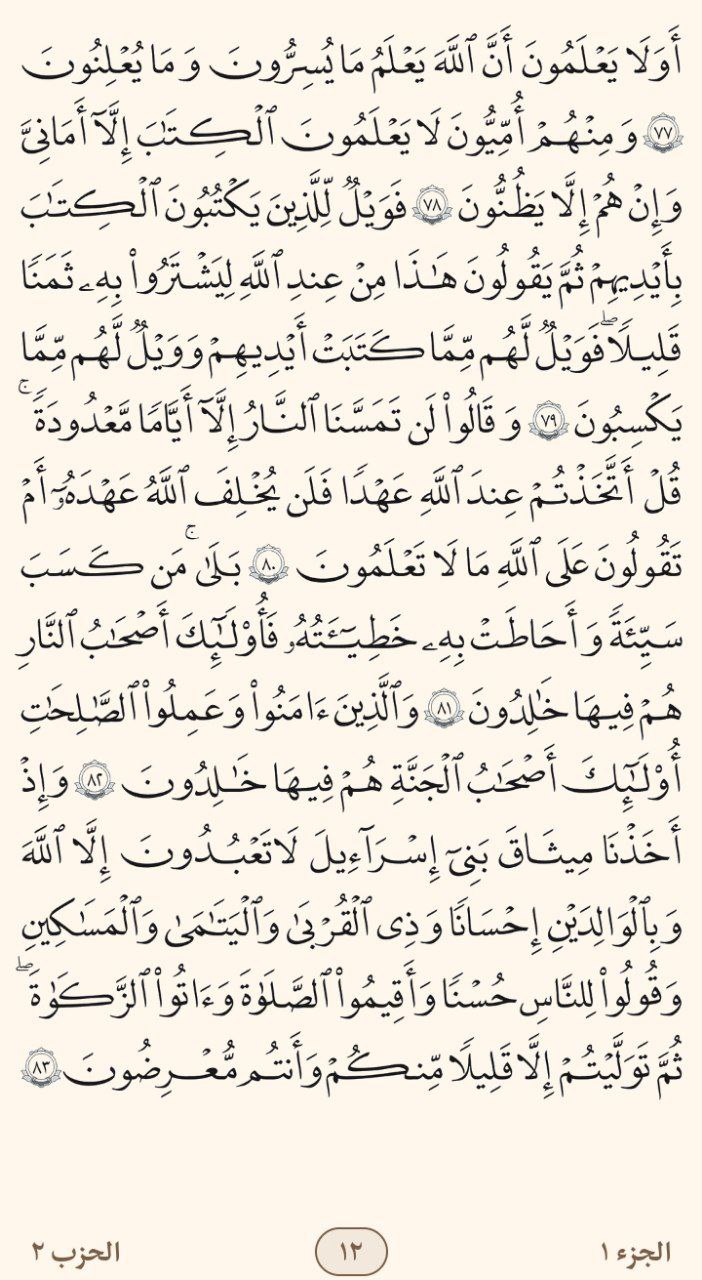 أَوَلَا يَعْلَمُونَ أَنَّ ٱللَّهَ يَعْلَمُ مَا يُسِرُّونَ وَمَا يُعْلِنُونَ
٧٧ وَمِنْهُمْ أُمِّيُّونَ لَا يَعْلَمُونَ ٱلْكِتَٰبَ إِلَّآ أَمَانِىَّ
وَإِنْ هُمْ إِلَّا يَظُنُّونَ ٧٨ فَوَيْلٌ لِّلَّذِينَ يَكْتُبُونَ ٱلْكِتَٰبَ
بِأَيْدِيهِمْ ثُمَّ يَقُولُونَ هَٰذَا مِنْ عِندِ ٱللَّهِ لِيَشْتَرُوا۟ بِهِۦ ثَمَنًا
قَلِيلًا ۖ فَوَيْلٌ لَّهُم مِّمَّا كَتَبَتْ أَيْدِيهِمْ وَوَيْلٌ لَّهُم مِّمَّا
يَكْسِبُونَ ٧٩ وَقَالُوا۟ لَن تَمَسَّنَا ٱلنَّارُ إِلَّآ أَيَّامًا مَّعْدُودَةً ۚ
قُلْ أَتَّخَذْتُمْ عِندَ ٱللَّهِ عَهْدًا فَلَن يُخْلِفَ ٱللَّهُ عَهْدَهُۥٓ أَمْ
تَقُولُونَ عَلَى ٱللَّهِ مَا لَا تَعْلَمُونَ ٨٠ بَلَىٰ ۚ مَن كَسَبَ
سَيِّئَةً وَأَحَاطَتْ بِهِۦ خَطِيٓـَٔتُهُۥ فَأُو۟لَٰٓئِكَ أَصْحَٰبُ ٱلنَّارِ
هُمْ فِيهَا خَٰلِدُونَ ٨١ وَٱلَّذِينَ ءَامَنُوا۟ وَعَمِلُوا۟ ٱلصَّٰلِحَٰتِ
أُو۟لَٰٓئِكَ أَصْحَٰبُ ٱلْجَنَّةِ هُمْ فِيهَا خَٰلِدُونَ ٨٢ وَإِذْ
أَخَذْنَا مِيثَاقَ بَنِىٓ إِسْرَآءِيلَ لَا تَعْبُدُونَ إِلَّا ٱللَّهَ
وَبِٱلْوَالِدَيْنِ إِحْسَانًا وَذِى ٱلْقُرْبَىٰ وَٱلْيَتَٰمَىٰ وَٱلْمَسَٰكِينِ
وَقُولُوا۟ لِلنَّاسِ حُسْنًا وَأَقِيمُوا۟ ٱلصَّلَوٰةَ وَءَاتُوا۟ ٱلزَّكَوٰةَ ۖ
ثُمَّ تَوَلَّيْتُمْ إِلَّا قَلِيلًا مِّنكُمْ وَأَنتُم مُّعْرِضُونَ ٨٣
الجزء ١ ١٢ الحزب ٢